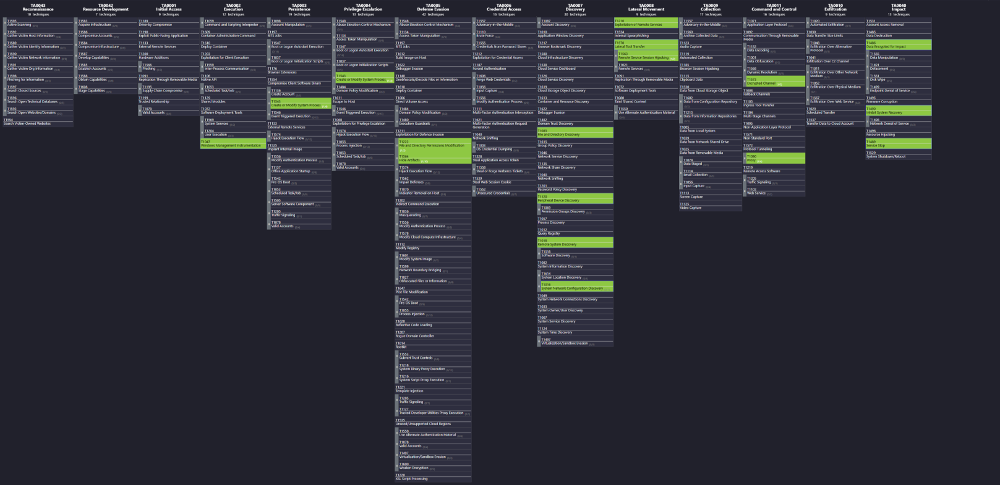 TA0043
Reconnaissance
10 techniques
T1595
Active Scanning
T1592
Gather Victim Host Information
T1589
Gather Victim Identity Information
T1590
Gather Victim Network Information
T1591
Gather Victim Org Information
T1598
Phishing for Information
T1597
Search Closed Sources
T1596
Search Open Technical Databases
T1593
Search Open Websites/Domains
T1594
Search Victim-Owned Websites
TA0042
Resource Development
7 techniques
T1583
Acquire Infrastructure
T1586
Compromise Accounts
T1584
Compromise Infrastructure
T1587
Develop Capabilities
T1585
Establish Accounts
T1588
Obtain Capabilities
T1608
Stage Capabilities
TA0001
Initial Access
9 techniques
T1189
Drive-by Compromise
T1190
Exploit Public-Facing Application
T1133
External Remote Services
T1200
Hardware Additions
T1566
Phishing
T1091
Replication Through Removable Media
T1195
Supply Chain Compromise
T1199
Trusted Relationship
T1078
Valid Accounts
TA0002
Execution
12 techniques
T1059
Command and Scripting Interpreter
T1609
Container Administration Command
T1610
Deploy Container
T1203
Exploitation for Client Execution
T1559
Inter-Process Communication
T1106
Native API
T1053
Scheduled Task/Job
T1129
Shared Modules
T1072
Software Deployment Tools
T1569
System Services
T1204
User Execution
T1047
Windows Management Instrumentation
TA0003
Persistence
19 techniques
T1098
Account Manipulation
T1197
BITS Jobs
T1547
Boot or Logon Autostart Execution
T1037
Boot or Logon Initialization Scripts
T1176
Browser Extensions
T1554
Compromise Client Software Binary
T1136
Create Account
T1543
Create or Modify System Process
T1546
Event Triggered Execution
T1133
External Remote Services
T1574
Hijack Execution Flow
T1525
Implant Internal Image
T1556
Modify Authentication Process
T1137
Office Application Startup
T1542
Pre-OS Boot
T1053
Scheduled Task/Job
T1505
Server Software Component
T1205
Traffic Signaling
T1078
Valid Accounts
TA0004
Privilege Escalation
13 techniques
T1548
Abuse Elevation Control Mechanism
T1134
Access Token Manipulation
T1547
Boot or Logon Autostart Execution
T1037
Boot or Logon Initialization Scripts
T1543
Create or Modify System Process
T1484
Domain Policy Modification
T1611
Escape to Host
T1546
Event Triggered Execution
T1068
Exploitation for Privilege Escalation
T1574
Hijack Execution Flow
T1055
Process Injection
T1053
Scheduled Task/Job
T1078
Valid Accounts
TA0005
Defense Evasion
42 techniques
T1548
Abuse Elevation Control Mechanism
T1134
Access Token Manipulation
T1197
BITS Jobs
T1612
Build Image on Host
T1622
Debugger Evasion
T1140
Deobfuscate/Decode Files or Information
T1610
Deploy Container
T1006
Direct Volume Access
T1484
Domain Policy Modification
T1480
Execution Guardrails
T1211
Exploitation for Defense Evasion
T1222
File and Directory Permissions Modification
T1564
Hide Artifacts
T1574
Hijack Execution Flow
T1562
Impair Defenses
T1070
Indicator Removal on Host
T1202
Indirect Command Execution
T1036
Masquerading
T1556
Modify Authentication Process
T1578
Modify Cloud Compute Infrastructure
T1112
Modify Registry
T1601
Modify System Image
T1599
Network Boundary Bridging
T1027
Obfuscated Files or Information
T1647
Plist File Modification
T1542
Pre-OS Boot
T1055
Process Injection
T1620
Reflective Code Loading
T1207
Rogue Domain Controller
T1014
Rootkit
T1553
Subvert Trust Controls
T1218
System Binary Proxy Execution
T1216
System Script Proxy Execution
T1221
Template Injection
T1205
Traffic Signaling
T1127
Trusted Developer Utilities Proxy Execution
T1535
Unused/Unsupported Cloud Regions
T1550
Use Alternate Authentication Material
T1078
Valid Accounts
T1497
Virtualization/Sandbox Evasion
T1600
Weaken Encryption
T1220
XSL Script Processing
TA0006
Credential Access
16 techniques
T1557
Adversary-in-the-Middle
T1110
Brute Force
T1555
Credentials from Password Stores
T1212
Exploitation for Credential Access
T1187
Forced Authentication
T1606
Forge Web Credentials
T1056
Input Capture
T1556
Modify Authentication Process
T1111
Multi-Factor Authentication Interception
T1621
Multi-Factor Authentication Request
Generation
T1040
Network Sniffing
T1003
OS Credential Dumping
T1528
Steal Application Access Token
T1558
Steal or Forge Kerberos Tickets
T1539
Steal Web Session Cookie
T1552
Unsecured Credentials
TA0007
Discovery
30 techniques
T1087
Account Discovery
T1010
Application Window Discovery
T1217
Browser Bookmark Discovery
T1580
Cloud Infrastructure Discovery
T1538
Cloud Service Dashboard
T1526
Cloud Service Discovery
T1619
Cloud Storage Object Discovery
T1613
Container and Resource Discovery
T1622
Debugger Evasion
T1482
Domain Trust Discovery
T1083
File and Directory Discovery
T1615
Group Policy Discovery
T1046
Network Service Discovery
T1135
Network Share Discovery
T1040
Network Sniffing
T1201
Password Policy Discovery
T1120
Peripheral Device Discovery
T1069
Permission Groups Discovery
T1057
Process Discovery
T1012
Query Registry
T1018
Remote System Discovery
T1518
Software Discovery
T1082
System Information Discovery
T1614
System Location Discovery
T1016
System Network Configuration Discovery
T1049
System Network Connections Discovery
T1033
System Owner/User Discovery
T1007
System Service Discovery
T1124
System Time Discovery
T1497
Virtualization/Sandbox Evasion
TA0008
Lateral Movement
9 techniques
T1210
Exploitation of Remote Services
T1534
Internal Spearphishing
T1570
Lateral Tool Transfer
T1563
Remote Service Session Hijacking
T1021
Remote Services
T1091
Replication Through Removable Media
T1072
Software Deployment Tools
T1080
Taint Shared Content
T1550
Use Alternate Authentication Material
TA0009
Collection
17 techniques
T1557
Adversary-in-the-Middle
T1560
Archive Collected Data
T1123
Audio Capture
T1119
Automated Collection
T1185
Browser Session Hijacking
T1115
Clipboard Data
T1530
Data from Cloud Storage Object
T1602
Data from Configuration Repository
T1213
Data from Information Repositories
T1005
Data from Local System
T1039
Data from Network Shared Drive
T1025
Data from Removable Media
T1074
Data Staged
T1114
Email Collection
T1056
Input Capture
T1113
Screen Capture
T1125
Video Capture
TA0011
Command and Control
16 techniques
T1071
Application Layer Protocol
T1092
Communication Through Removable
Media
T1132
Data Encoding
T1001
Data Obfuscation
T1568
Dynamic Resolution
T1573
Encrypted Channel
T1008
Fallback Channels
T1105
Ingress Tool Transfer
T1104
Multi-Stage Channels
T1095
Non-Application Layer Protocol
T1571
Non-Standard Port
T1572
Protocol Tunneling
T1090
Proxy
T1219
Remote Access Software
T1205
Traffic Signaling
T1102
Web Service
TA0010
Exfiltration
9 techniques
T1020
Automated Exfiltration
T1030
Data Transfer Size Limits
T1048
Exfiltration Over Alternative
Protocol
T1041
Exfiltration Over C2 Channel
T1011
Exfiltration Over Other Network
Medium
T1052
Exfiltration Over Physical Medium
T1567
Exfiltration Over Web Service
T1029
Scheduled Transfer
T1537
Transfer Data to Cloud Account
TA0040
Impact
13 techniques
T1531
Account Access Removal
T1485
Data Destruction
T1486
Data Encrypted for Impact
T1565
Data Manipulation
T1491
Defacement
T1561
Disk Wipe
T1499
Endpoint Denial of Service
T1495
Firmware Corruption
T1490
Inhibit System Recovery
T1498
Network Denial of Service
T1496
Resource Hijacking
T1489
Service Stop
T1529
System Shutdown/Reboot